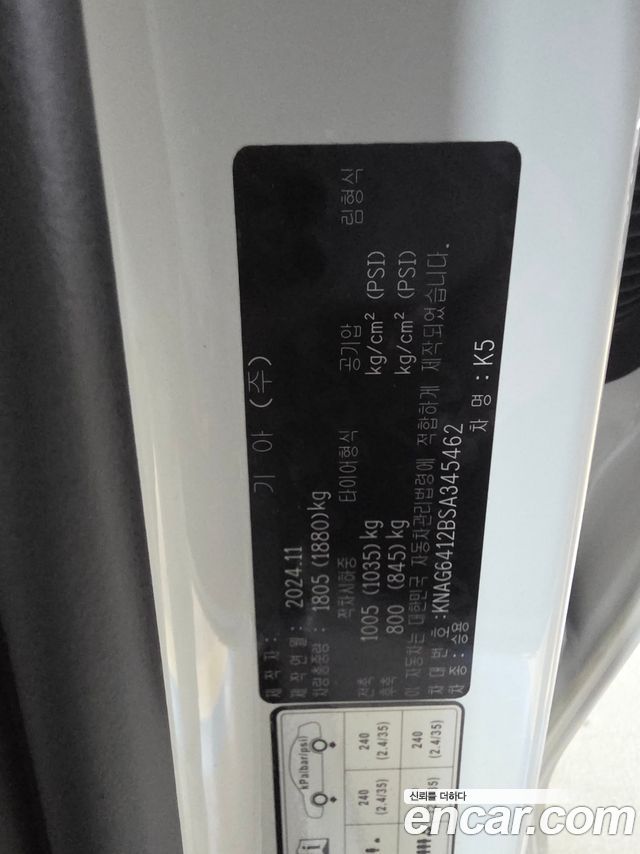 제 작 자 : 기 아 (주)
제 작 연 월 : 2024.11
차량총중량 : 1805 (1880)kg
적차시하중 타이어형식 공기압 림형식
전축 1005 (1035)kg kg/cm² (PSI)
후축 800 (845)kg kg/cm² (PSI)
이 자동차는 대한민국 자동차관리법령에 적합하게 제작되었습니다.
차 대 번 호 :KNAG6412BSA345462
차 종 : 승용 차 명 : K5
kPa(bar/psi)
240 (2.4/35)
240 (2.4/35)
240 (2.4/35)
(2.4/35)
신뢰를 더하다
encar.com